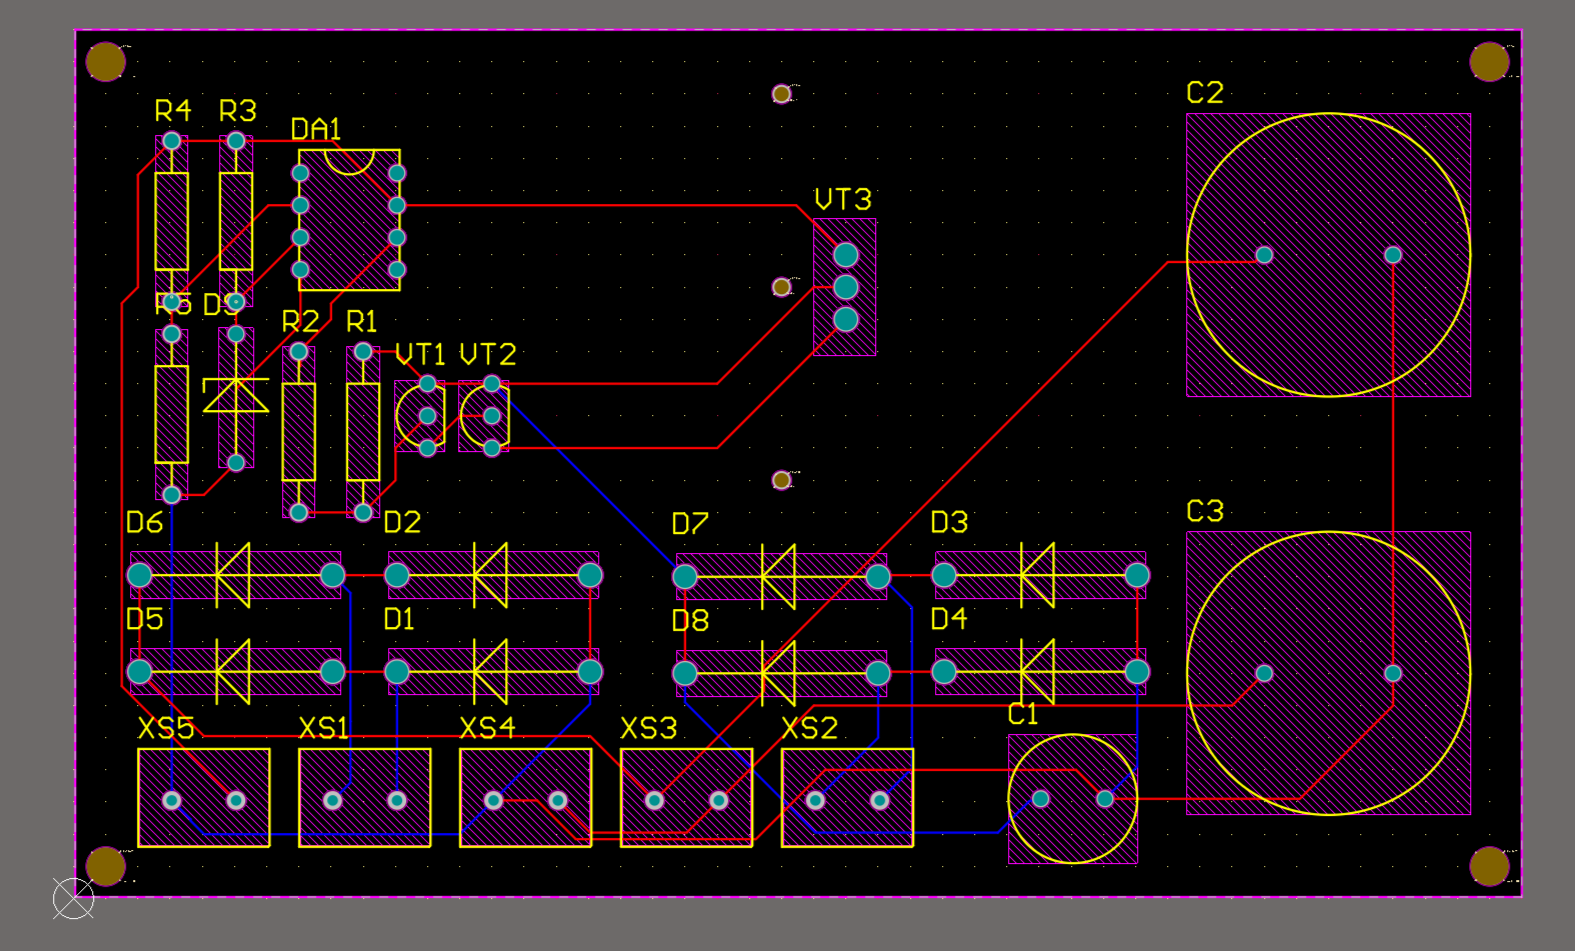 C2
R4 R3
DA1
VT3
R5
R2 R1
VT1 VT2
C3
D6 D2 D7 D3
D5 D1 D8 D4
C1
XS5 XS1 XS4 XS3 XS2